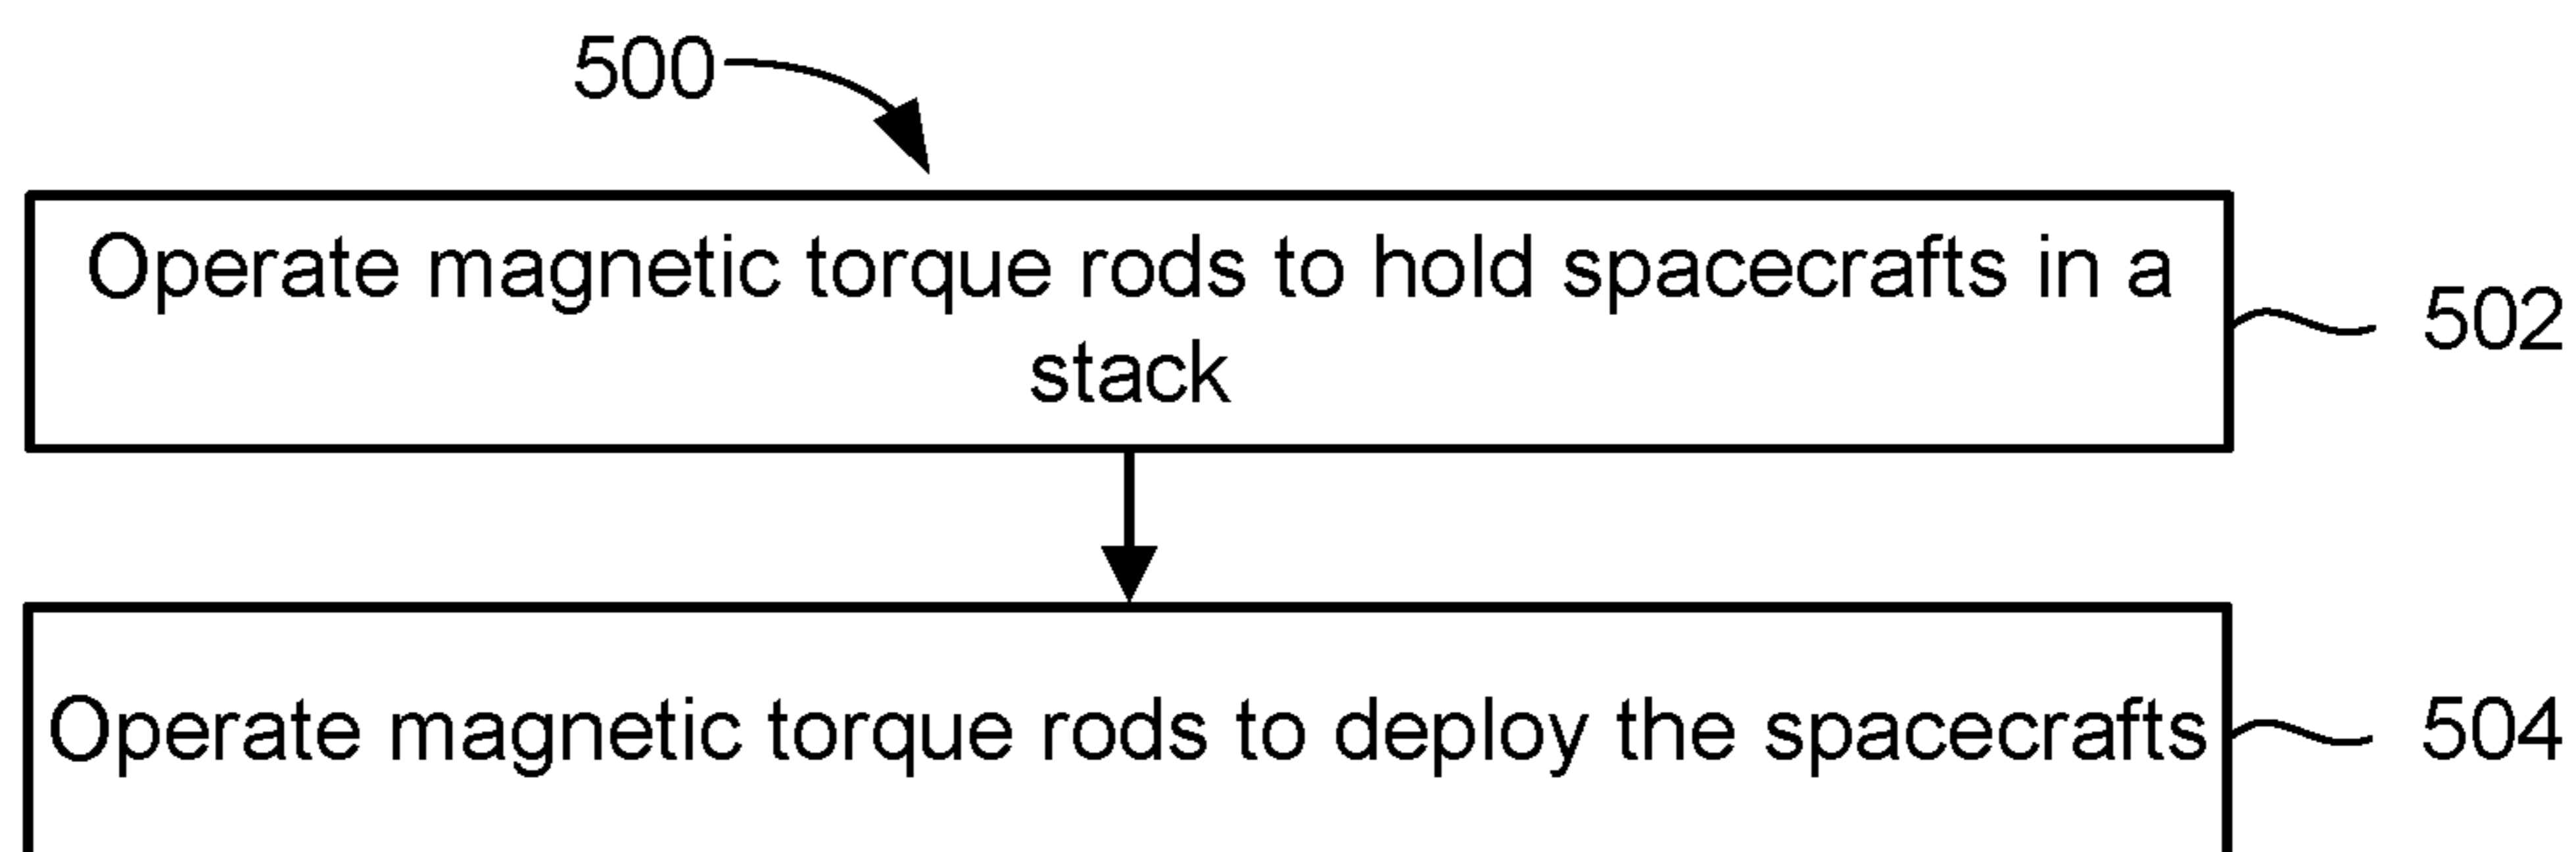 500
Operate magnetic torque rods to hold spacecrafts in a
stack
502
Operate magnetic torque rods to deploy the spacecrafts
504